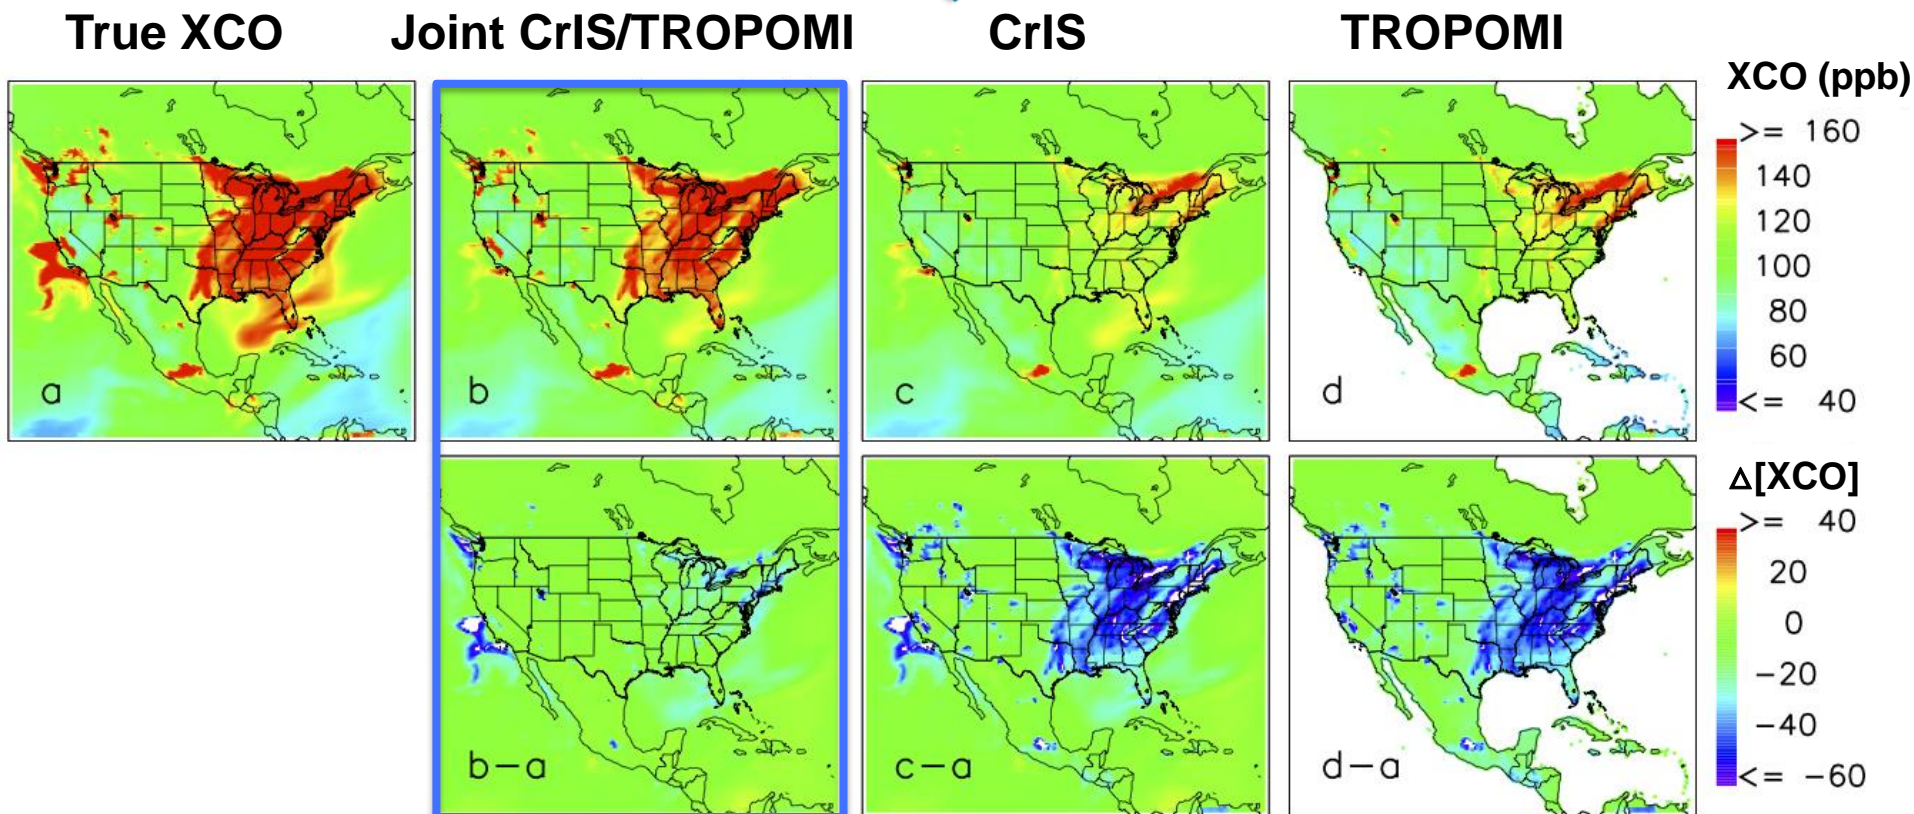 True XCO
Joint CrIS/TROPOMI
CrIS
TROPOMI
XCO (ppb)
>= 160
140
120
100
80
60
<= 40
a
b
c
d
Δ[XCO]
>= 40
20
0
−20
−40
<= −60
b−a
c−a
d−a